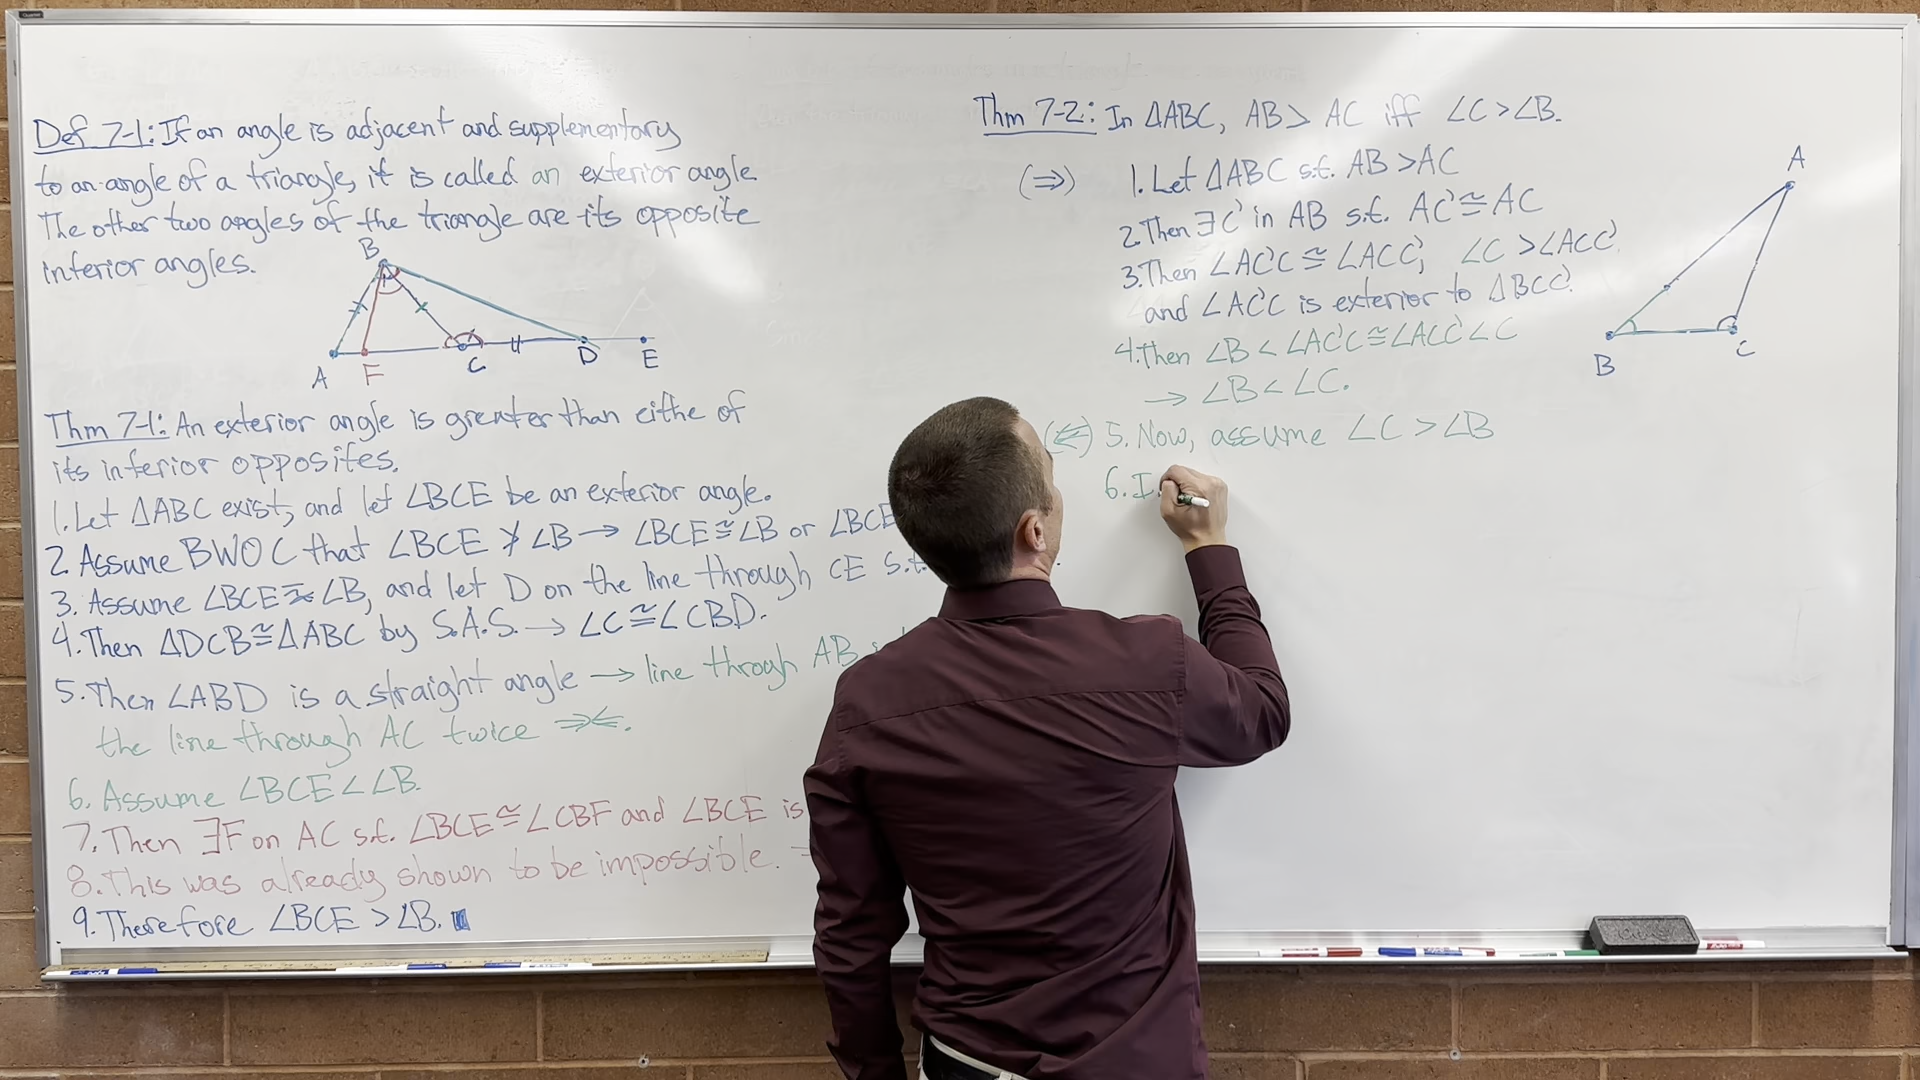 Def 7-1: If an angle is adjacent and supplementary
to an angle of a triangle, it is called an exterior angle.
The other two angles of the triangle are its opposite
interior angles.
B
A
F
C
D
E
Thm 7-1: An exterior angle is greater than eithe of
its interior opposites.
1. Let ΔABC exist, and let ∠BCE be an exterior angle.
2. Assume BWOC that ∠BCE ≯ ∠B → ∠BCE ≅ ∠B or ∠BCE
3. Assume ∠BCE ≅ ∠B, and let D on the line through CE s.t.
4. Then ΔDCB ≅ ΔABC by S.A.S. → ∠C ≅ ∠CBD.
5. Then ∠ABD is a straight angle → line throgh AB
the line through AC twice ⇒⇐.
6. Assume ∠BCE < ∠B.
7. Then ∃F on AC s.t. ∠BCE ≅ ∠CBF and ∠BCE is
8. This was already shown to be impossible.
9. Therefore ∠BCE > ∠B.
Thm 7-2: In ΔABC, AB > AC iff ∠C > ∠B.
(⇒) 1. Let ΔABC s.t. AB > AC
2. Then ∃C' in AB s.t. AC' ≅ AC
3. Then ∠AC'C ≅ ∠ACC', ∠C > ∠ACC'
and ∠AC'C is exterior to ΔBCC'.
4. Then ∠B < ∠AC'C ≅ ∠ACC' < ∠C
→ ∠B < ∠C.
(⇐) 5. Now, assume ∠C > ∠B
6. I
A
B
C